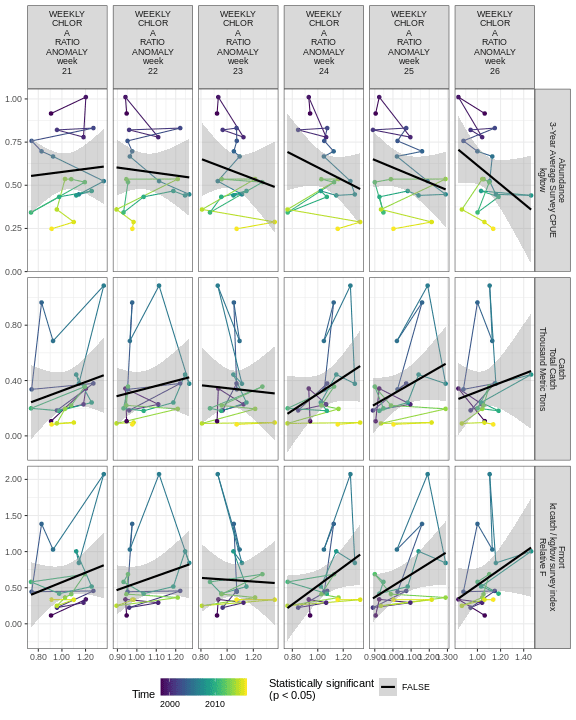 WEEKLY CHLOR A RATIO ANOMALY week 21
WEEKLY CHLOR A RATIO ANOMALY week 22
WEEKLY CHLOR A RATIO ANOMALY week 23
WEEKLY CHLOR A RATIO ANOMALY week 24
WEEKLY CHLOR A RATIO ANOMALY week 25
WEEKLY CHLOR A RATIO ANOMALY week 26
1.00
0.75
0.50
0.25
0.00
Abundance
3-Year Average Survey CPUE
kg/tow
0.80
0.40
0.00
Catch
Total Catch
Thousand Metric Tons
2.00
1.50
1.00
0.50
0.00
Fmort
kt catch / kg/tow survey index
Relative F
0.80 1.00 1.20
0.90 1.00 1.10 1.20
0.80 1.00 1.20
0.80 1.00 1.20
0.90 1.00 1.10 1.20 1.30
1.00 1.20 1.40
Time
2000 2010
Statistically significant
(p < 0.05)
FALSE